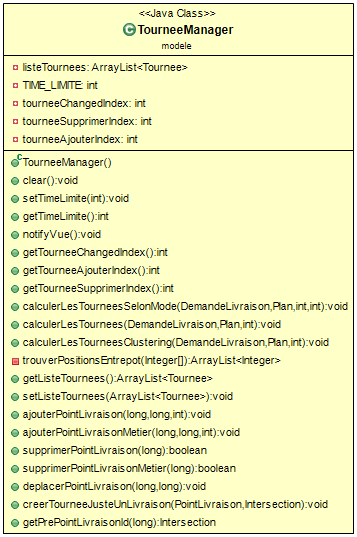 <<Java Class>>
C TourneeManager
modele
listeTournees: ArrayList<Tournee>
TIME_LIMITE: int
tourneeChangedIndex: int
tourneeSupprimerIndex: int
tourneeAjouterIndex: int
C TourneeManager()
clear():void
setTimeLimite(int):void
getTimeLimite():int
notifyVue():void
getTourneeChangedIndex():int
getTourneeAjouterIndex():int
getTourneeSupprimerIndex():int
calculerLesTourneesSelonMode(DemandeLivraison,Plan,int,int):void
calculerLesTournees(DemandeLivraison,Plan,int):void
calculerLesTourneesClustering(DemandeLivraison,Plan,int):void
trouverPositionsEntrepot(Integer[]):ArrayList<Integer>
getListeTournees():ArrayList<Tournee>
setListeTournees(ArrayList<Tournee>):void
ajouterPointLivraison(long,long,int):void
ajouterPointLivraisonMetier(long,long,int):void
supprimerPointLivraison(long):boolean
supprimerPointLivraisonMetier(long):boolean
deplacerPointLivraison(long,long):void
creerTourneeJusteUnLivraison(PointLivraison,Intersection):void
getPrePointLivraisonId(long):Intersection